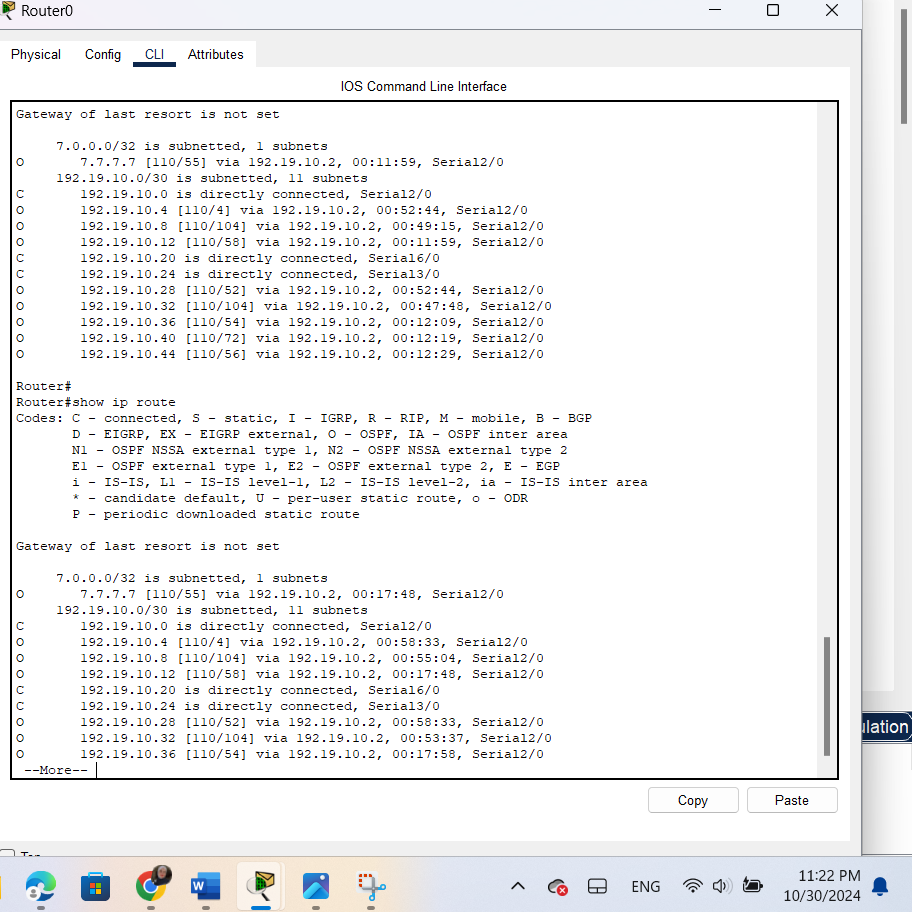 Router0
Physical Config CLI Attributes
IOS Command Line Interface
Gateway of last resort is not set
7.0.0.0/32 is subnetted, 1 subnets
O 7.7.7.7 [110/55] via 192.19.10.2, 00:11:59, Serial2/0
192.19.10.0/30 is subnetted, 11 subnets
C 192.19.10.0 is directly connected, Serial2/0
O 192.19.10.4 [110/4] via 192.19.10.2, 00:52:44, Serial2/0
O 192.19.10.8 [110/104] via 192.19.10.2, 00:49:15, Serial2/0
O 192.19.10.12 [110/58] via 192.19.10.2, 00:11:59, Serial2/0
C 192.19.10.20 is directly connected, Serial6/0
C 192.19.10.24 is directly connected, Serial3/0
O 192.19.10.28 [110/52] via 192.19.10.2, 00:52:44, Serial2/0
O 192.19.10.32 [110/104] via 192.19.10.2, 00:47:48, Serial2/0
O 192.19.10.36 [110/54] via 192.19.10.2, 00:12:09, Serial2/0
O 192.19.10.40 [110/72] via 192.19.10.2, 00:12:19, Serial2/0
O 192.19.10.44 [110/56] via 192.19.10.2, 00:12:29, Serial2/0
Router#
Router#show ip route
Codes: C - connected, S - static, I - IGRP, R - RIP, M - mobile, B - BGP
D - EIGRP, EX - EIGRP external, O - OSPF, IA - OSPF inter area
N1 - OSPF NSSA external type 1, N2 - OSPF NSSA external type 2
E1 - OSPF external type 1, E2 - OSPF external type 2, E - EGP
i - IS-IS, L1 - IS-IS level-1, L2 - IS-IS level-2, ia - IS-IS inter area
* - candidate default, U - per-user static route, o - ODR
P - periodic downloaded static route
Gateway of last resort is not set
7.0.0.0/32 is subnetted, 1 subnets
O 7.7.7.7 [110/55] via 192.19.10.2, 00:17:48, Serial2/0
192.19.10.0/30 is subnetted, 11 subnets
C 192.19.10.0 is directly connected, Serial2/0
O 192.19.10.4 [110/4] via 192.19.10.2, 00:58:33, Serial2/0
O 192.19.10.8 [110/104] via 192.19.10.2, 00:55:04, Serial2/0
O 192.19.10.12 [110/58] via 192.19.10.2, 00:17:48, Serial2/0
C 192.19.10.20 is directly connected, Serial6/0
C 192.19.10.24 is directly connected, Serial3/0
O 192.19.10.28 [110/52] via 192.19.10.2, 00:58:33, Serial2/0
O 192.19.10.32 [110/104] via 192.19.10.2, 00:53:37, Serial2/0
O 192.19.10.36 [110/54] via 192.19.10.2, 00:17:58, Serial2/0
--More--
ulation
Copy Paste
W
ENG
11:22 PM
10/30/2024